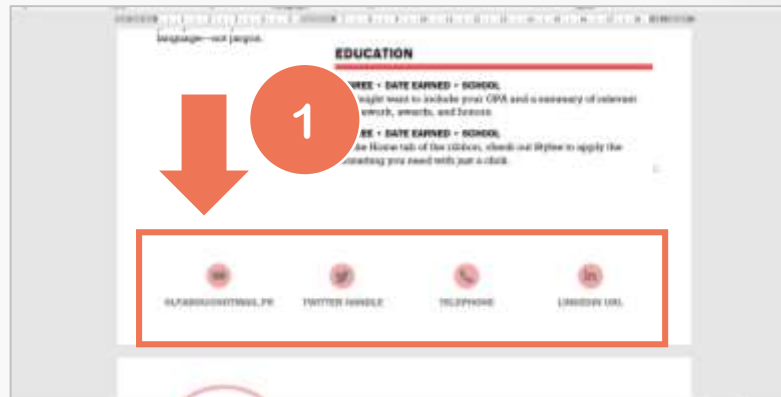 language—not jargon.
EDUCATION
DATE EARNED • SCHOOL
might want to include your GPA and a summary of relevant
awards, and honors.
DATE EARNED • SCHOOL
the Home tab of the ribbon, check out Styles to apply the
formatting you need with just a click.
1
TWITTER HANDLE
TELEPHONE
LINKEDIN URL
in